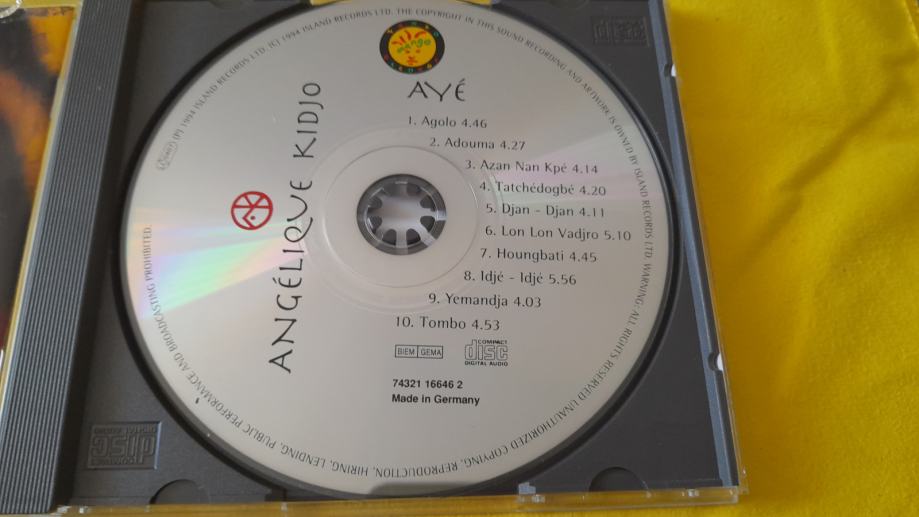 AYÉ
1. Agolo 4.46
2. Adouma 4.27
3. Azan Nan Kpé 4.14
4. Tatchédogbé 4.20
5. Djan - Djan 4.11
6. Lon Lon Vadjro 5.10
7. Houngbati 4.45
8. Idjé - Idjé 5.56
9. Yemandja 4.03
10. Tombo 4.53
ANGÉLIQUE KIDJO
mango
BIEM GEMA
COMPACT
disc
DIGITAL AUDIO
74321 16646 2
Made in Germany
(P) 1994 ISLAND RECORDS LTD. (C) 1994 ISLAND RECORDS LTD. THE COPYRIGHT IN THIS SOUND RECORDING AND ARTWORK IS OWNED BY ISLAND RECORDS LTD. WARNING: ALL RIGHTS RESERVED UNAUTHORIZED COPYING, REPRODUCTION, HIRING, LENDING, PUBLIC PERFORMANCE AND BROADCASTING PROHIBITED.
disc